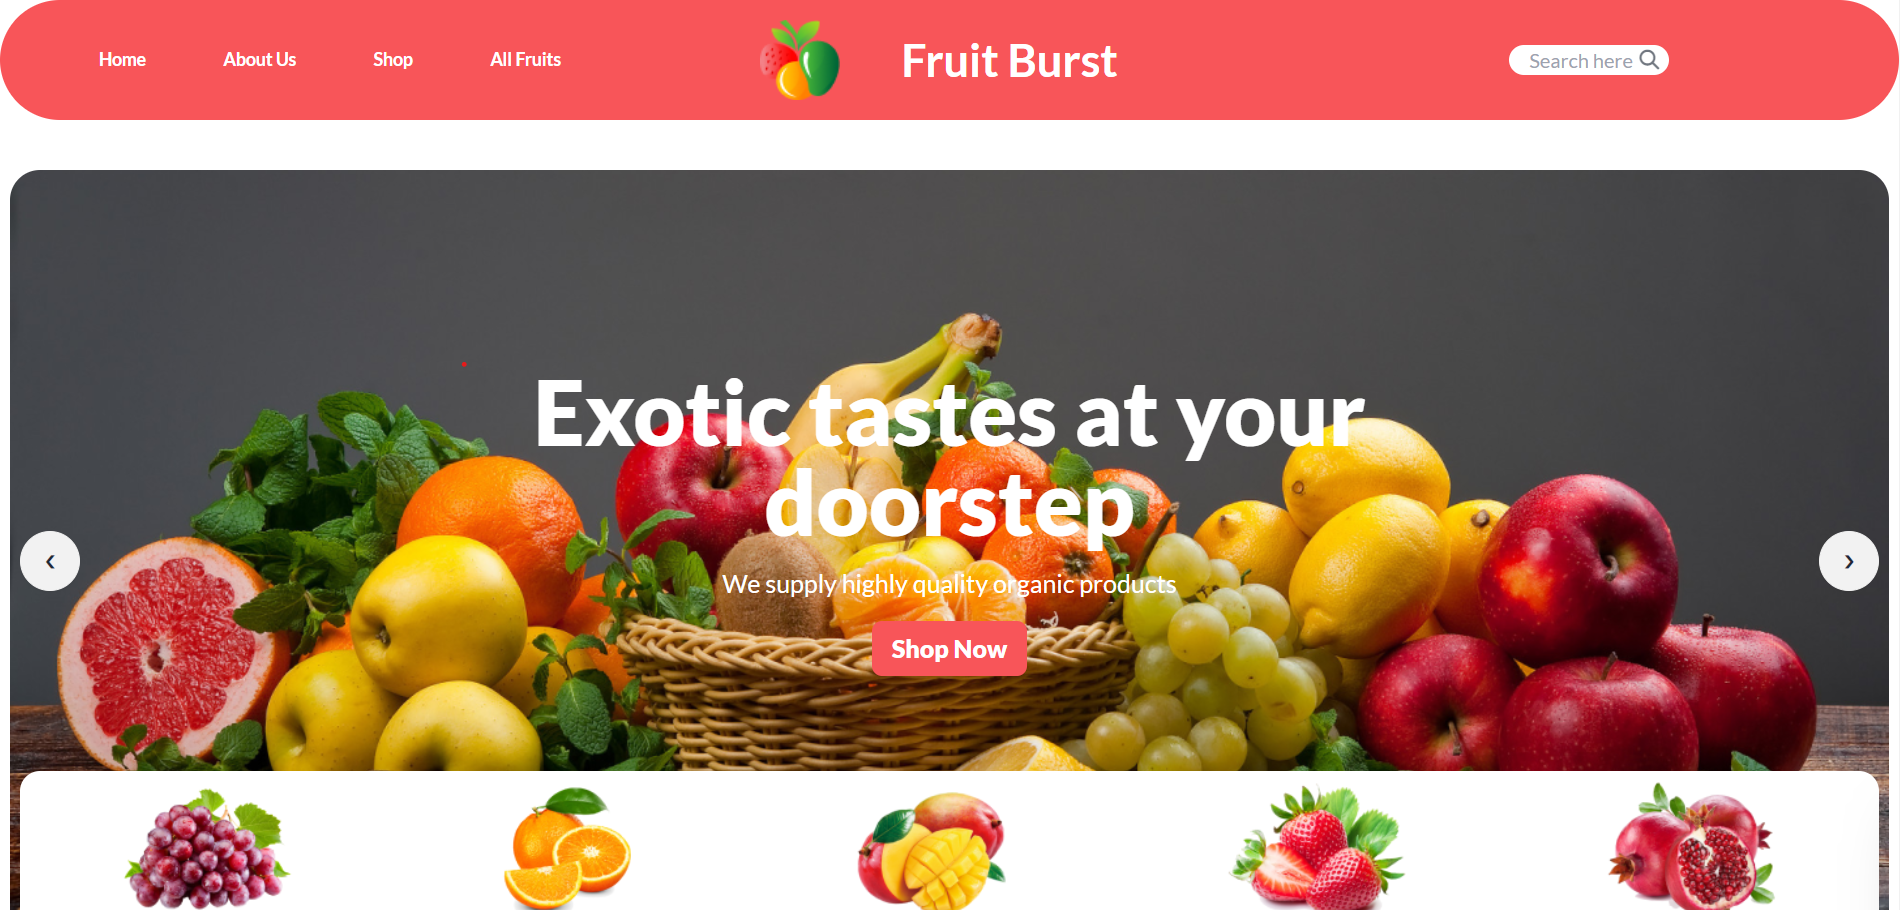 Home
About Us
Shop
All Fruits
Fruit Burst
Search here
Exotic tastes at your
doorstep
We supply highly quality organic products
Shop Now